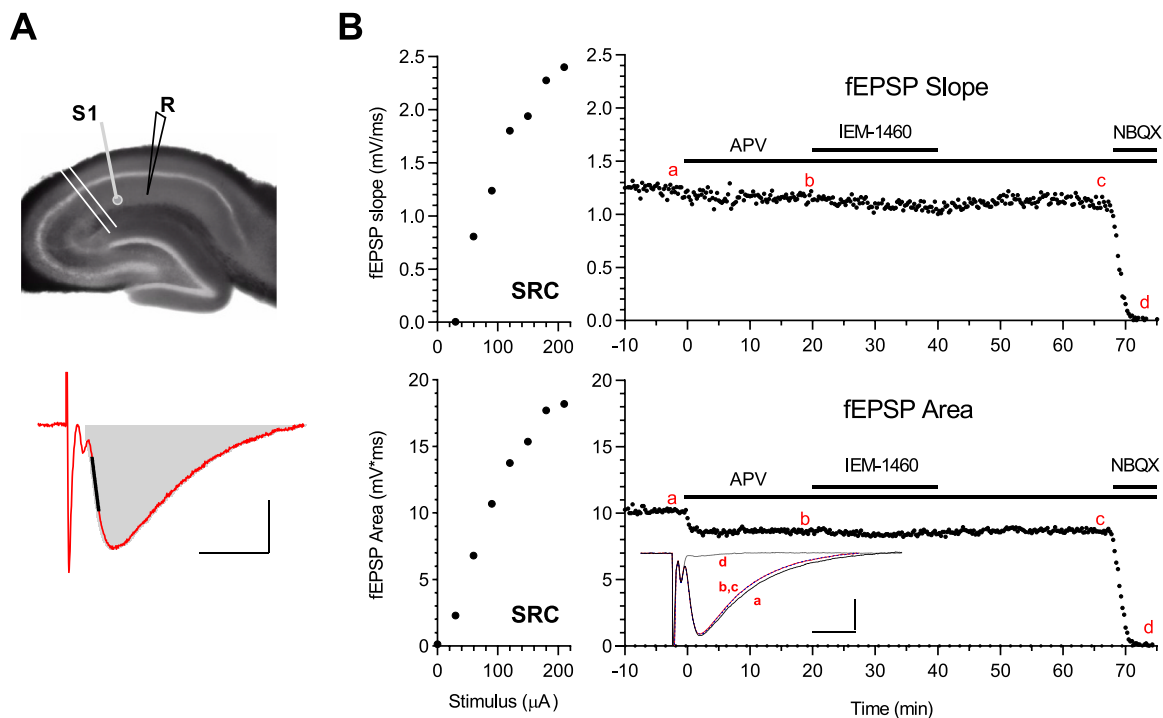 A
B
S1
R
fEPSP slope (mV/ms)
2.5
2.0
1.5
1.0
0.5
0.0
0
100
200
SRC
2.5
2.0
1.5
1.0
0.5
0.0
-10 0 10 20 30 40 50 60 70
fEPSP Slope
IEM-1460
NBQX
APV
a
b
c
d
fEPSP Area (mV*ms)
20
15
10
5
0
0
100
200
SRC
Stimulus (μA)
20
15
10
5
0
-10 0 10 20 30 40 50 60 70
Time (min)
fEPSP Area
IEM-1460
NBQX
APV
a
b
c
d
d
b,c
a